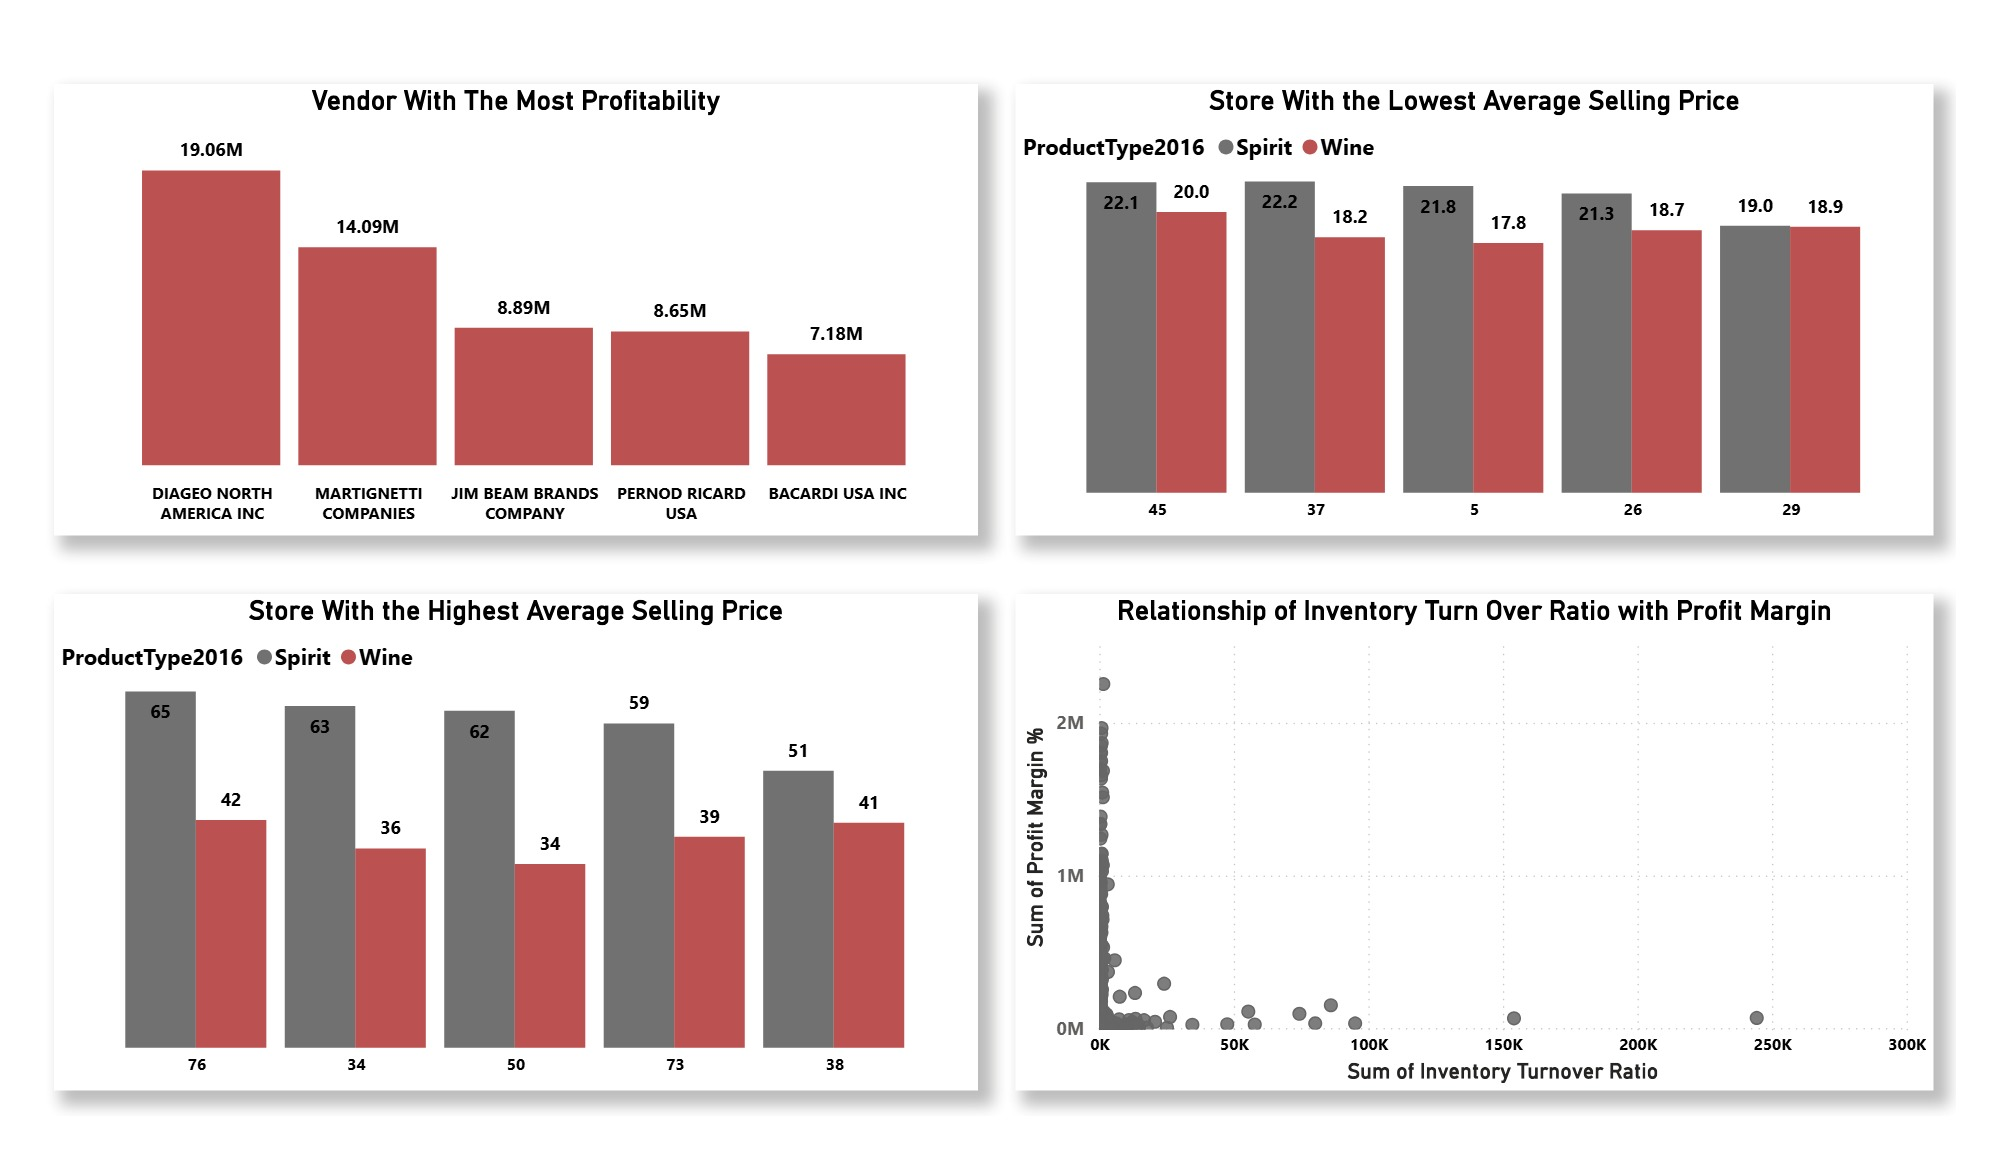 Vendor With The Most Profitability
19.06M
14.09M
8.89M
8.65M
7.18M
DIAGEO NORTH
AMERICA INC
MARTIGNETTI
COMPANIES
JIM BEAM BRANDS
COMPANY
PERNOD RICARD
USA
BACARDI USA INC
Store With the Lowest Average Selling Price
ProductType2016 Spirit Wine
22.1 20.0 22.2 18.2 21.8 17.8 21.3 18.7 19.0 18.9
45 37 5 26 29
Store With the Highest Average Selling Price
ProductType2016 Spirit Wine
65 42 63 36 62 34 59 39 51 41
76 34 50 73 38
Relationship of Inventory Turn Over Ratio with Profit Margin
Sum of Profit Margin %
2M
1M
0M
0K 50K 100K 150K 200K 250K 300K
Sum of Inventory Turnover Ratio